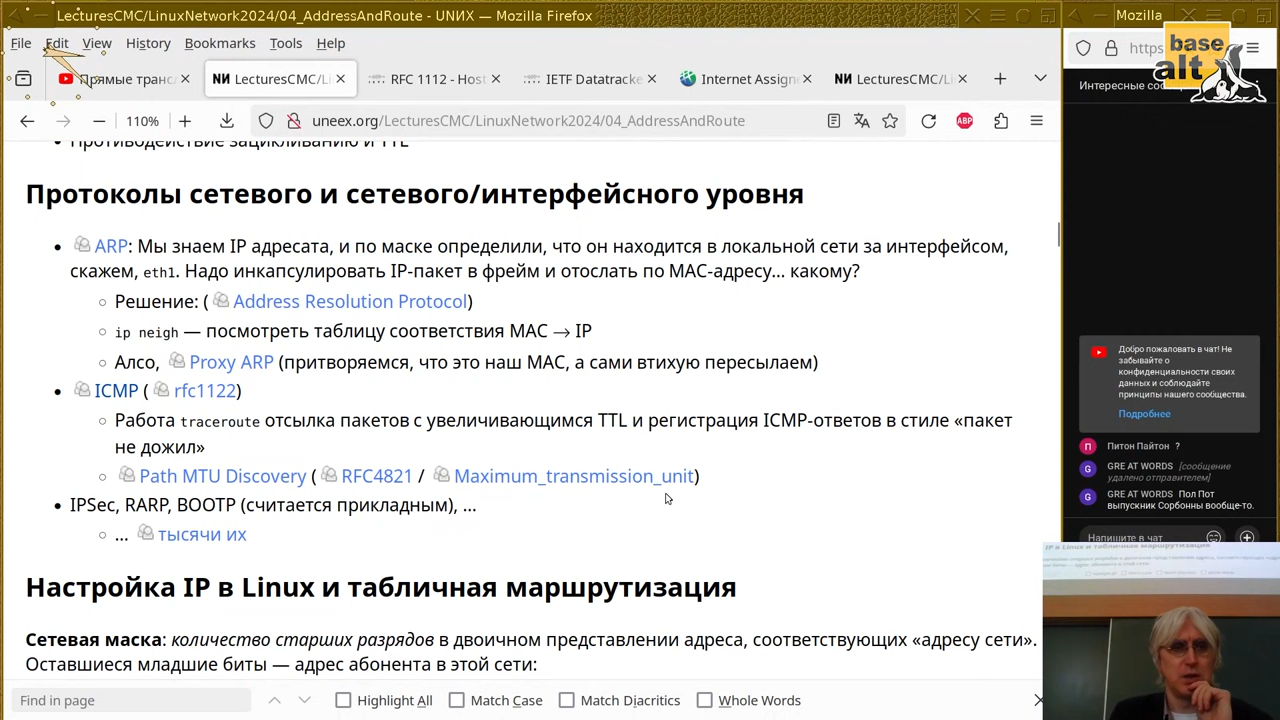 LecturesCMC/LinuxNetwork2024/04_AddressAndRoute - UNИX — Mozilla Firefox
Mozilla
File Edit View History Bookmarks Tools Help
Прямые транс
LecturesCMC/Li
RFC 1112 - Host
IETF Datatracke
Internet Assigne
LecturesCMC/Li
https
base
alt
110%
uneex.org/LecturesCMC/LinuxNetwork2024/04_AddressAndRoute
ABP
Интересные соо
Противодействие зацикливанию и TTL
Протоколы сетевого и сетевого/интерфейсного уровня
ARP: Мы знаем IP адресата, и по маске определили, что он находится в локальной сети за интерфейсом,
скажем, eth1. Надо инкапсулировать IP-пакет в фрейм и отослать по MAC-адресу… какому?
Решение: ( Address Resolution Protocol)
ip neigh — посмотреть таблицу соответствия MAC → IP
Алсо, Proxy ARP (притворяемся, что это наш MAC, а сами втихую пересылаем)
ICMP ( rfc1122)
Работа traceroute отсылка пакетов с увеличивающимся TTL и регистрация ICMP-ответов в стиле «пакет
не дожил»
Path MTU Discovery ( RFC4821 / Maximum_transmission_unit)
IPSec, RARP, BOOTP (считается прикладным), …
… тысячи их
Настройка IP в Linux и табличная маршрутизация
Сетевая маска: количество старших разрядов в двоичном представлении адреса, соответствующих «адресу сети».
Оставшиеся младшие биты — адрес абонента в этой сети:
Find in page
Highlight All
Match Case
Match Diacritics
Whole Words
Добро пожаловать в чат! Не
забывайте о
конфиденциальности своих
данных и соблюдайте
принципы нашего сообщества.
Подробнее
П Питон Пайтон ?
G GREAT WORDS [сообщение
удалено отправителем]
G GREAT WORDS Пол Пот
выпускник Сорбонны вообще-то.
Напишите в чат